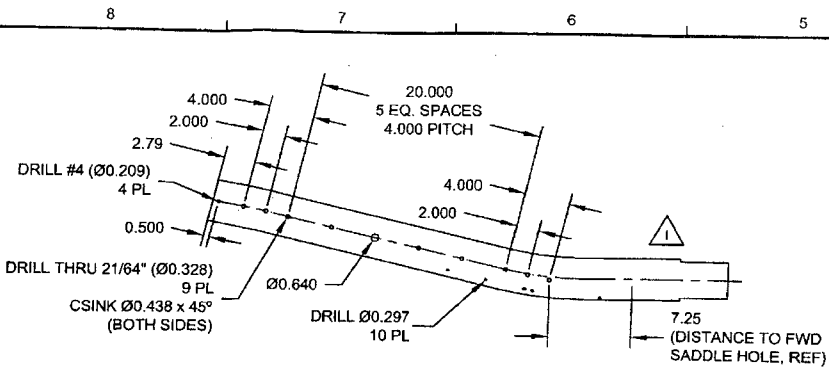 8
7
6
5
20.000
5 EQ. SPACES
4.000 PITCH
4.000
2.000
2.79
DRILL #4 (Ø0.209)
4 PL
0.500
DRILL THRU 21/64" (Ø0.328)
9 PL
CSINK Ø0.438 x 45º
(BOTH SIDES)
Ø0.640
DRILL Ø0.297
10 PL
4.000
2.000
1
7.25
(DISTANCE TO FWD
SADDLE HOLE, REF)